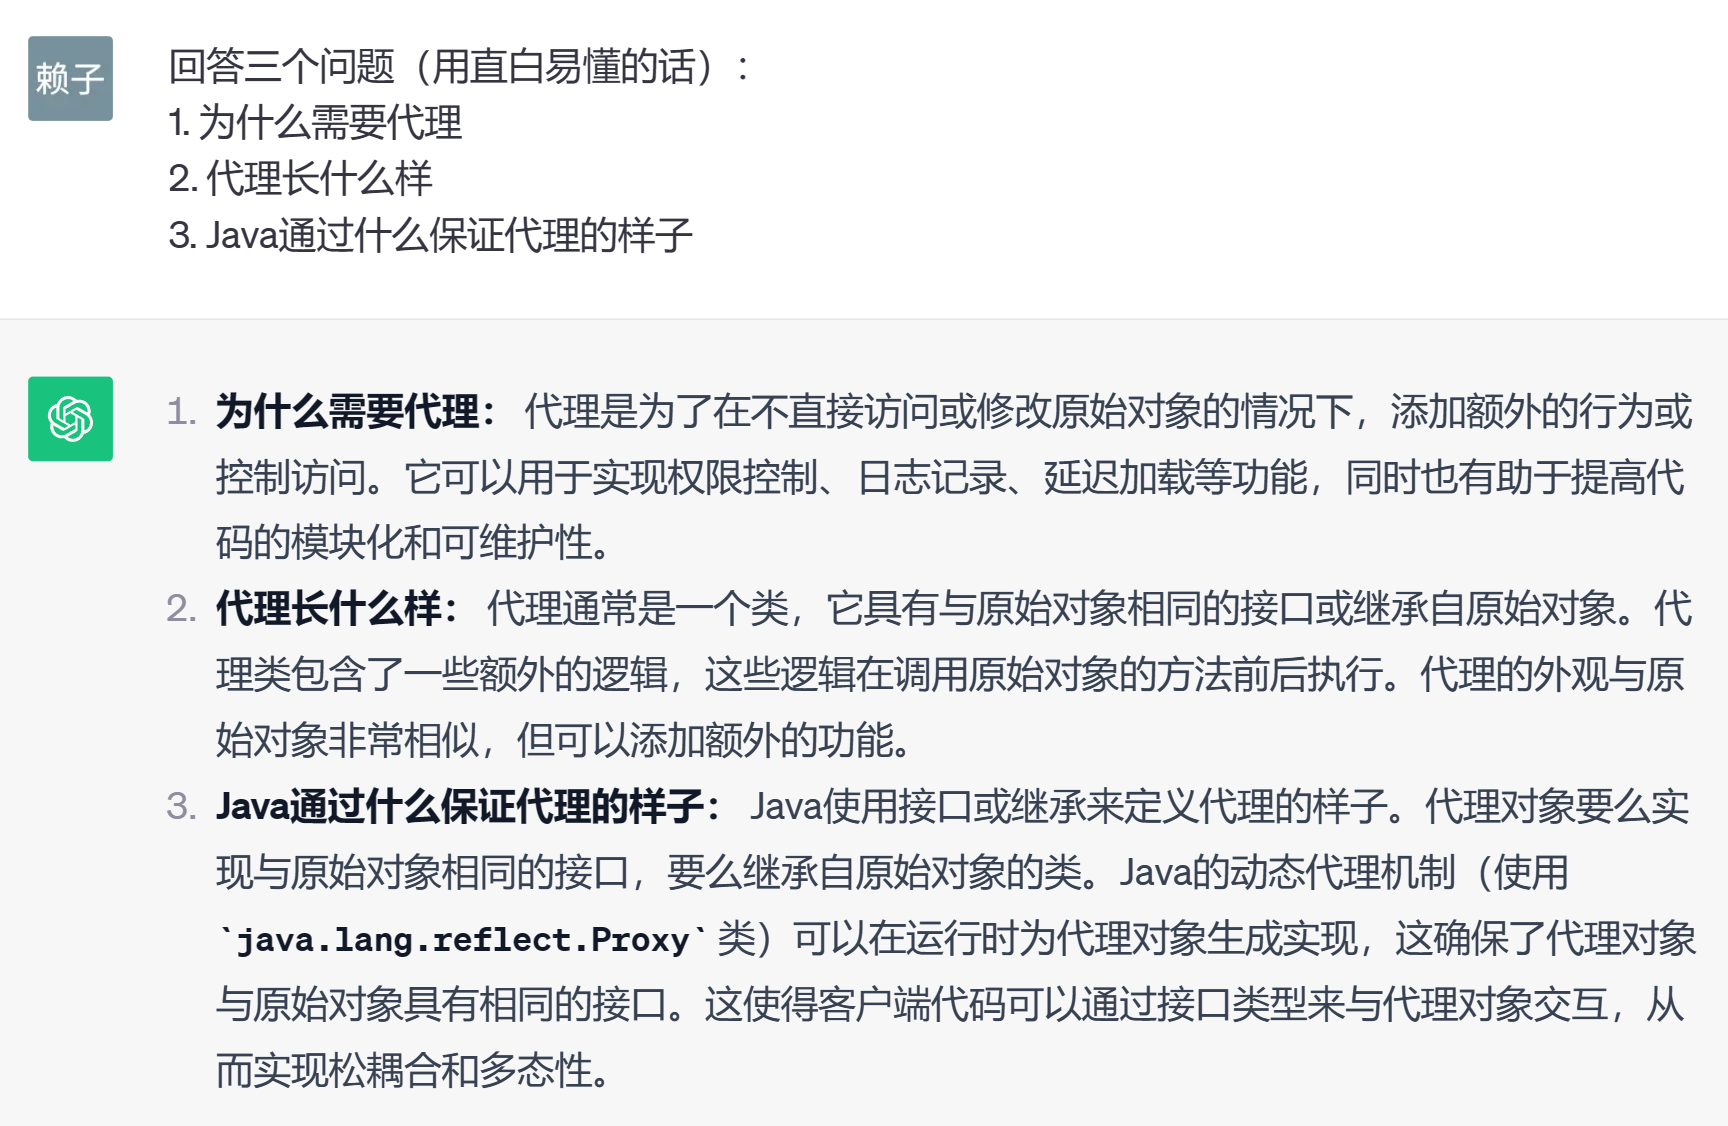 赖子
回答三个问题（用直白易懂的话）：
1. 为什么需要代理
2. 代理长什么样
3. Java通过什么保证代理的样子
1. 为什么需要代理： 代理是为了在不直接访问或修改原始对象的情况下，添加额外的行为或
控制访问。它可以用于实现权限控制、日志记录、延迟加载等功能，同时也有助于提高代
码的模块化和可维护性。
2. 代理长什么样： 代理通常是一个类，它具有与原始对象相同的接口或继承自原始对象。代
理类包含了一些额外的逻辑，这些逻辑在调用原始对象的方法前后执行。代理的外观与原
始对象非常相似，但可以添加额外的功能。
3. Java通过什么保证代理的样子： Java使用接口或继承来定义代理的样子。代理对象要么实
现与原始对象相同的接口，要么继承自原始对象的类。Java的动态代理机制（使用
`java.lang.reflect.Proxy` 类）可以在运行时为代理对象生成实现，这确保了代理对象
与原始对象具有相同的接口。这使得客户端代码可以通过接口类型来与代理对象交互，从
而实现松耦合和多态性。